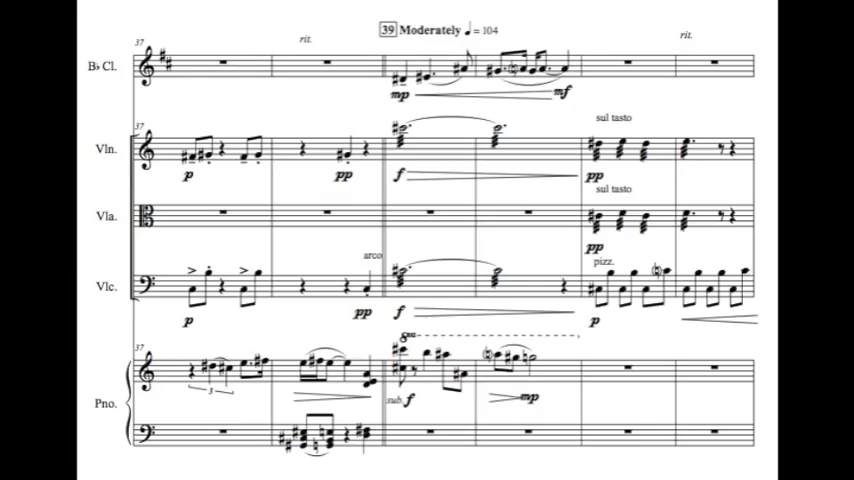 39 Moderately ♩ = 104
rit.
rit.
37
B♭ Cl.
mp
mf
sul tasto
37
Vln.
p
pp
f
pp
sul tasto
Vla.
pp
arco
pizz.
Vlc.
p
pp
f
p
8va
37
3
Pno.
sub. f
mp